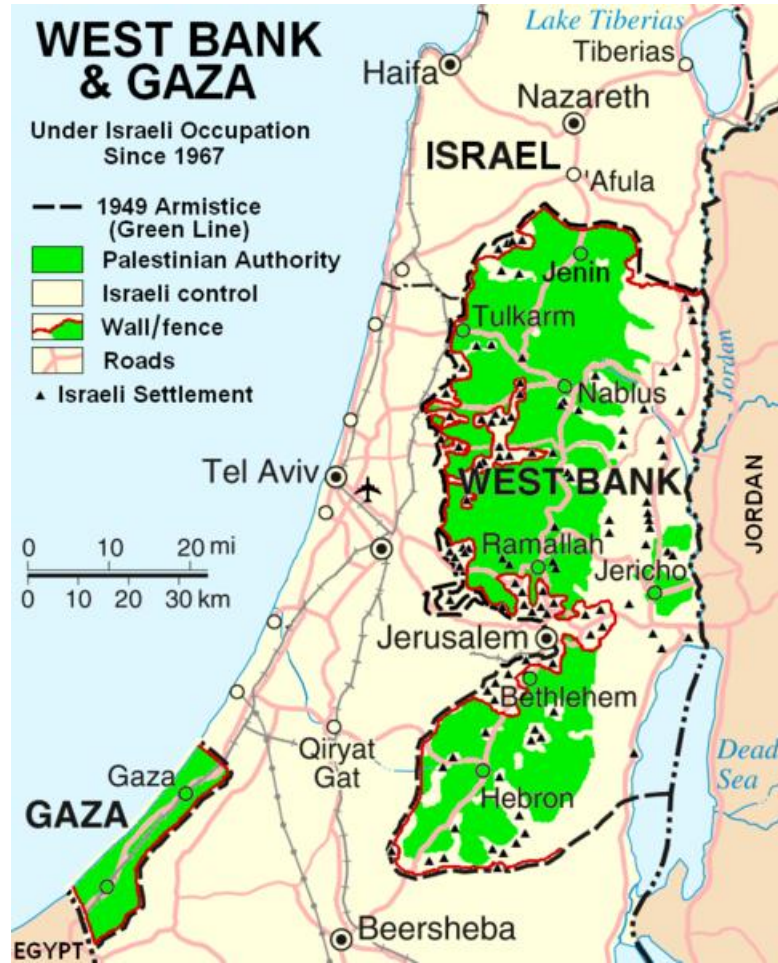 WEST BANK
& GAZA
Under Israeli Occupation
Since 1967
1949 Armistice
(Green Line)
Palestinian Authority
Israeli control
Wall/fence
Roads
Israeli Settlement
Lake Tiberias
Tiberias
Haifa
Nazareth
ISRAEL
'Afula
Jenin
Tulkarm
Nablus
Jordan
Tel Aviv
WEST BANK
JORDAN
0 10 20 mi
0 10 20 30 km
Ramallah
Jericho
Jerusalem
Bethlehem
Qiryat
Gat
Hebron
Dead
Sea
Gaza
GAZA
Beersheba
EGYPT